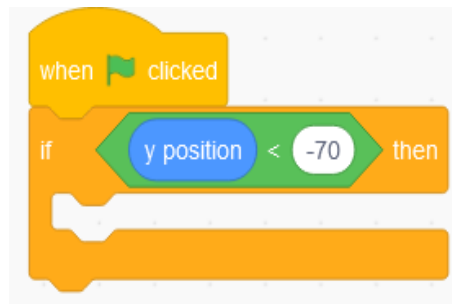 when clicked
if y position < -70 then